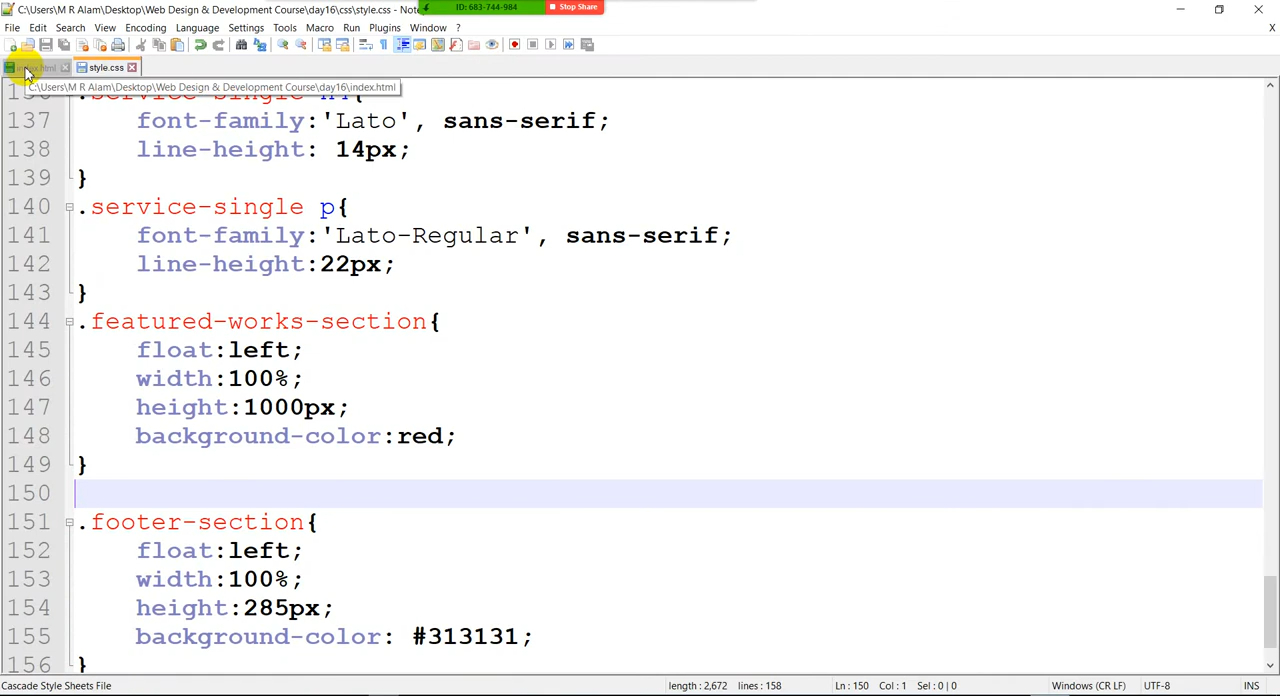 C:\Users\M R Alam\Desktop\Web Design & Development Course\day16\css\style.css - Note
ID: 683-744-984
Stop Share
File Edit Search View Encoding Language Settings Tools Macro Run Plugins Window ? X
index.html style.css
C:\Users\M R Alam\Desktop\Web Design & Development Course\day16\index.html
137 font-family:'Lato', sans-serif;
138 line-height: 14px;
139 }
140 .service-single p{
141 font-family:'Lato-Regular', sans-serif;
142 line-height:22px;
143 }
144 .featured-works-section{
145 float:left;
146 width:100%;
147 height:1000px;
148 background-color:red;
149 }
150
151 .footer-section{
152 float:left;
153 width:100%;
154 height:285px;
155 background-color: #313131;
156 }
Cascade Style Sheets File length : 2,672 lines : 158 Ln : 150 Col : 1 Sel : 0 | 0 Windows (CR LF) UTF-8 INS